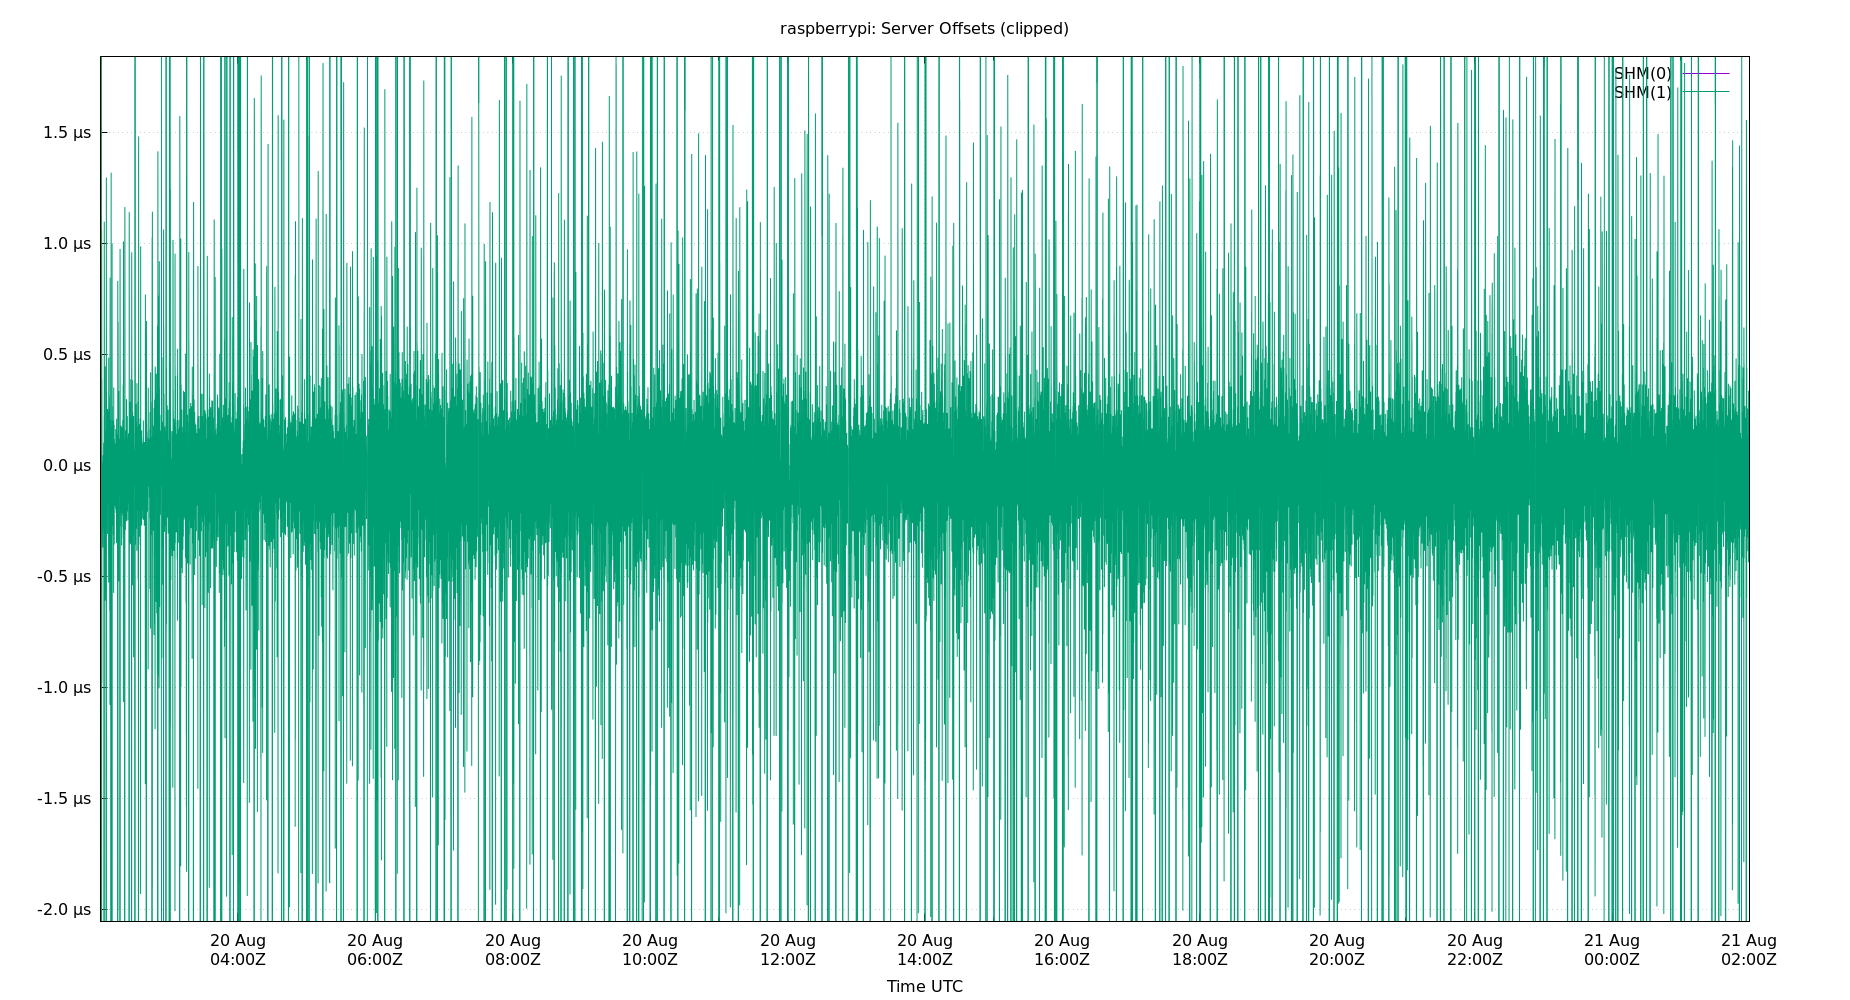 raspberrypi: Server Offsets (clipped)
SHM(0)
SHM(1)
1.5 µs
1.0 µs
0.5 µs
0.0 µs
-0.5 µs
-1.0 µs
-1.5 µs
-2.0 µs
20 Aug 20 Aug 20 Aug 20 Aug 20 Aug 20 Aug 20 Aug 20 Aug 20 Aug 20 Aug 21 Aug 21 Aug
04:00Z 06:00Z 08:00Z 10:00Z 12:00Z 14:00Z 16:00Z 18:00Z 20:00Z 22:00Z 00:00Z 02:00Z
Time UTC